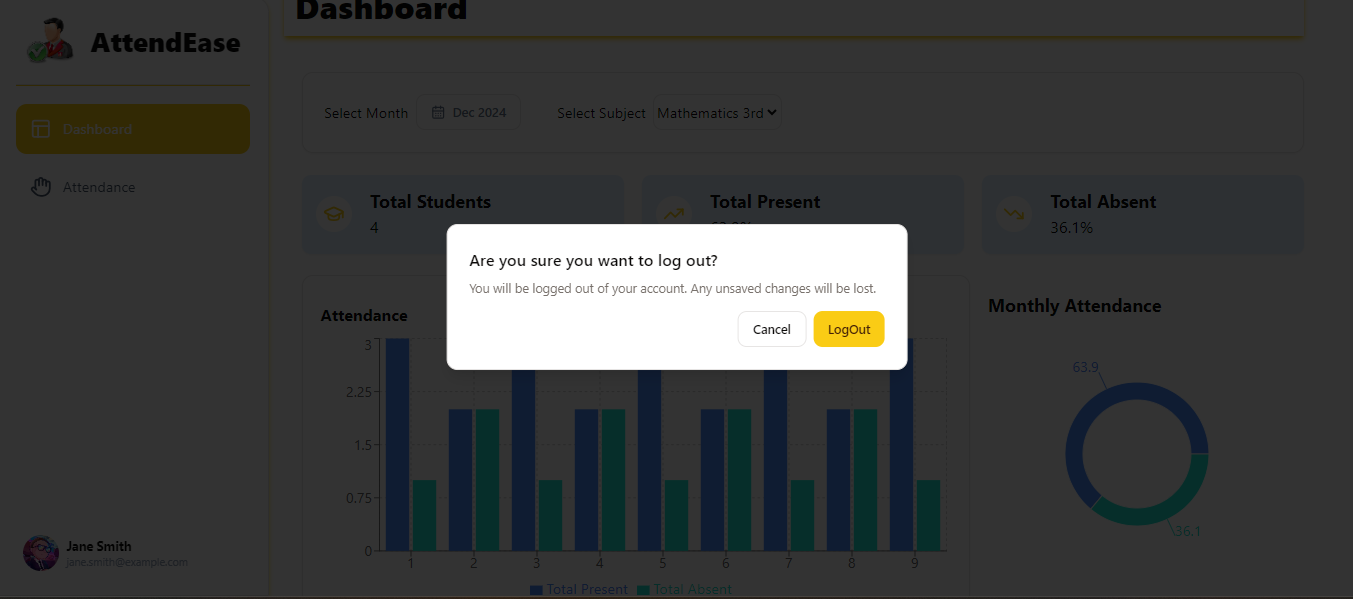 Dashboard
AttendEase
Dashboard
Attendance
Select Month
Dec 2024
Select Subject
Mathematics 3rd
Total Students
4
Total Present
Total Absent
36.1%
Are you sure you want to log out?
You will be logged out of your account. Any unsaved changes will be lost.
Cancel
LogOut
Attendance
3
2.25
1.5
0.75
0
1 2 3 4 5 6 7 8 9
Total Present Total Absent
Monthly Attendance
63.9
36.1
Jane Smith
jane.smith@example.com